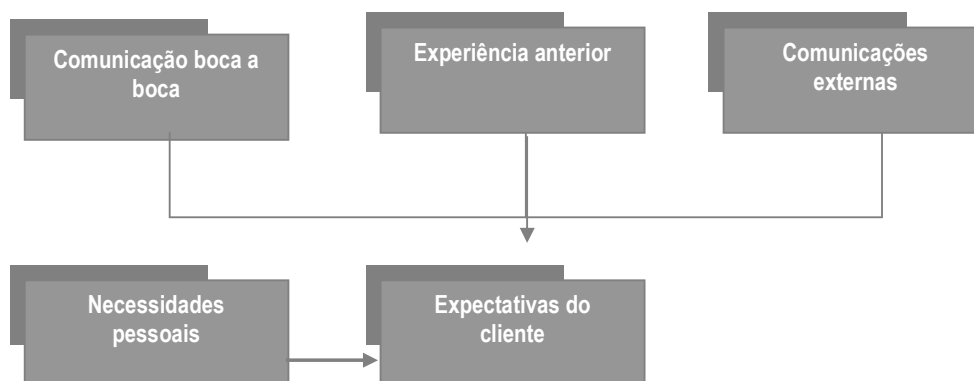 Comunicação boca a
boca
Experiência anterior
Comunicações
externas
Necessidades
pessoais
Expectativas do
cliente